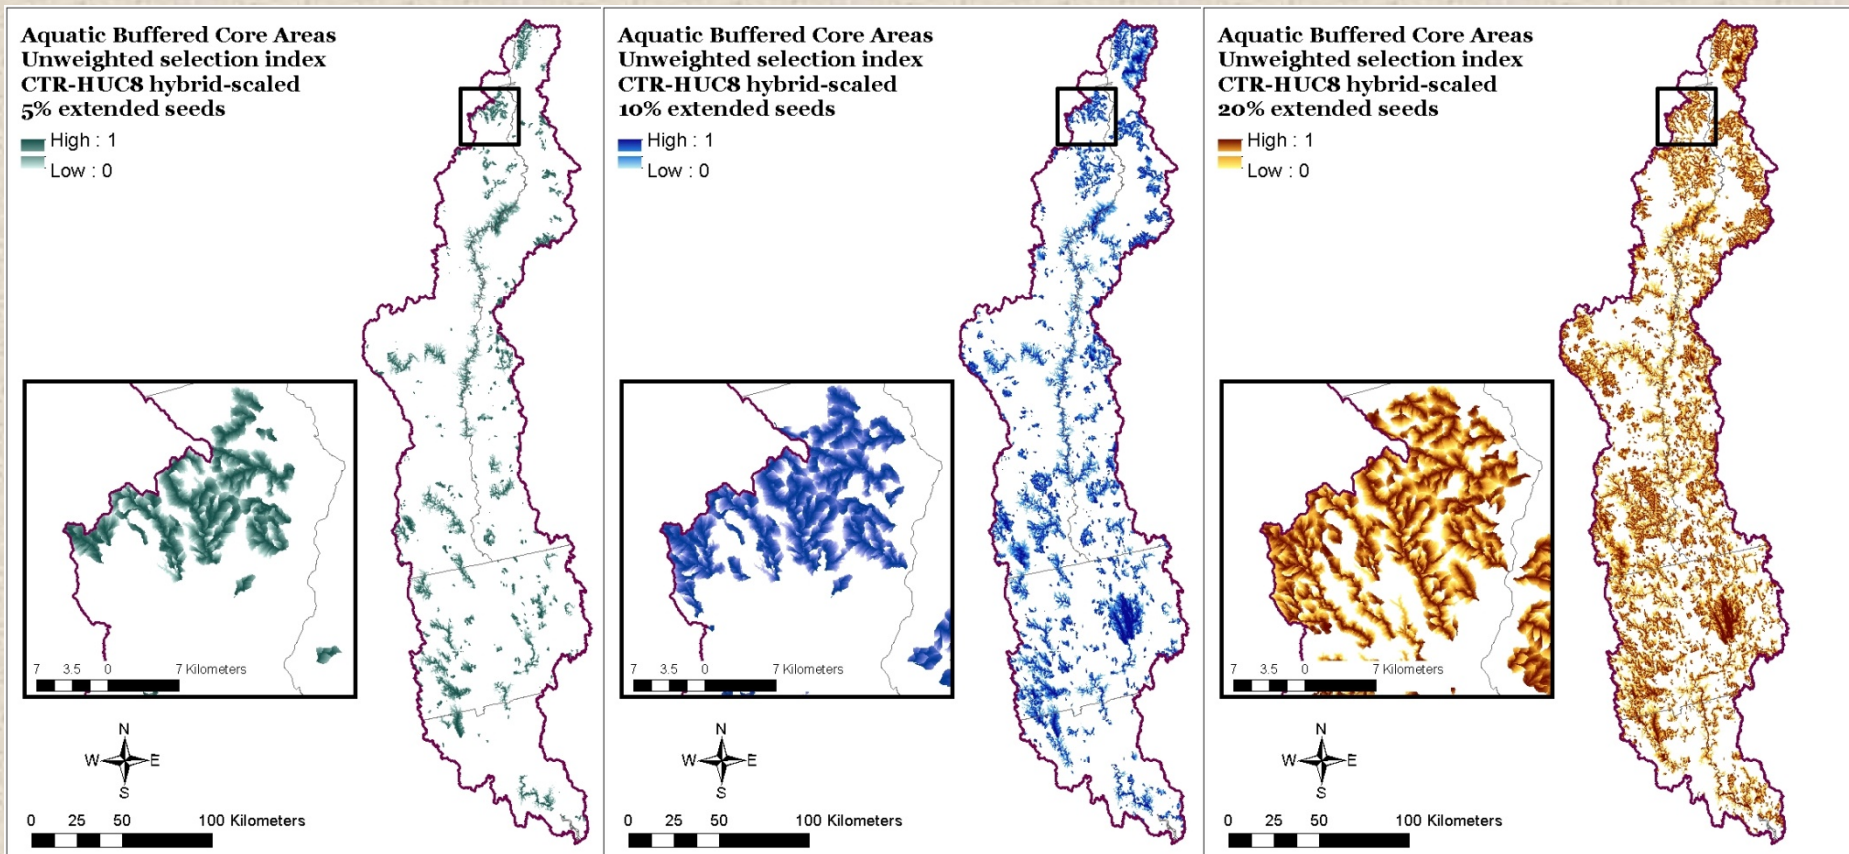 Aquatic Buffered Core Areas
Unweighted selection index
CTR-HUC8 hybrid-scaled
5% extended seeds
High : 1
Low : 0
7 3.5 0 7 Kilometers
N
W E
S
0 25 50 100 Kilometers
Aquatic Buffered Core Areas
Unweighted selection index
CTR-HUC8 hybrid-scaled
10% extended seeds
High : 1
Low : 0
7 3.5 0 7 Kilometers
N
W E
S
0 25 50 100 Kilometers
Aquatic Buffered Core Areas
Unweighted selection index
CTR-HUC8 hybrid-scaled
20% extended seeds
High : 1
Low : 0
7 3.5 0 7 Kilometers
N
W E
S
0 25 50 100 Kilometers